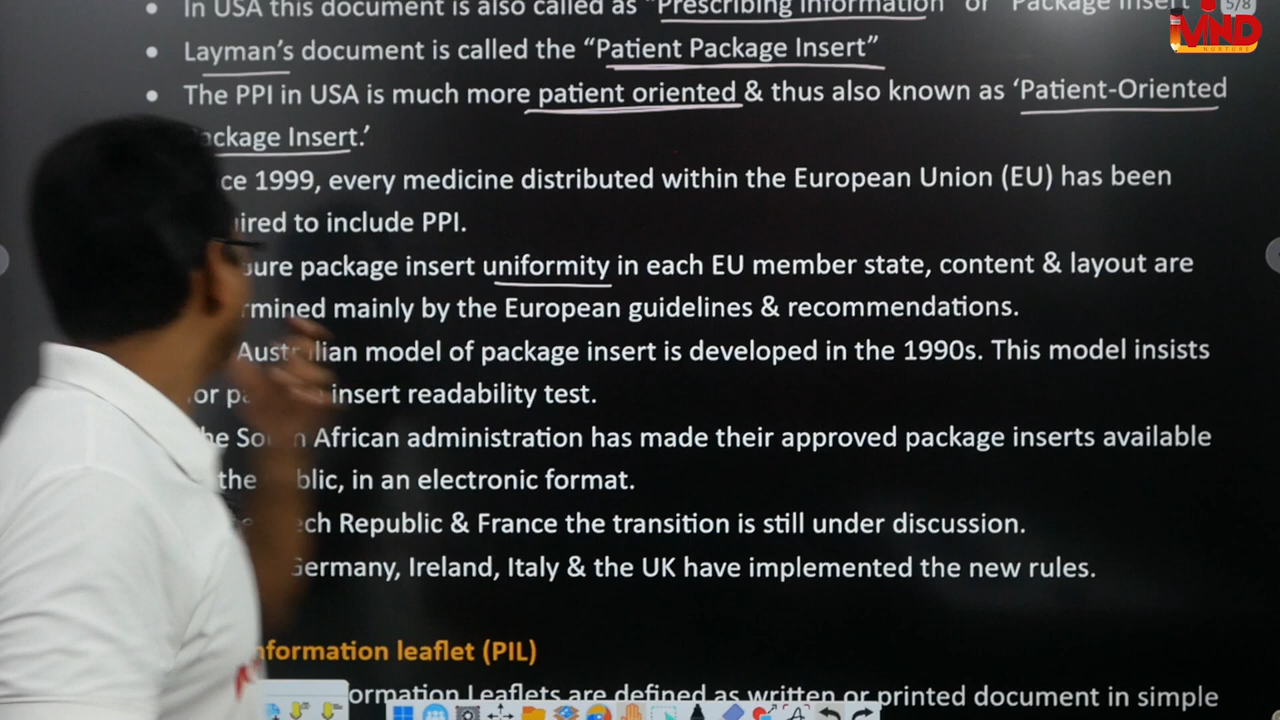 In USA this document is also called as "Prescribing Information" or "Package Insert"
5/8
MIND
NURTURE
• Layman's document is called the "Patient Package Insert"
• The PPI in USA is much more patient oriented & thus also known as 'Patient-Oriented
ackage Insert.'
ce 1999, every medicine distributed within the European Union (EU) has been
ired to include PPI.
sure package insert uniformity in each EU member state, content & layout are
rmined mainly by the European guidelines & recommendations.
Australian model of package insert is developed in the 1990s. This model insists
or insert readability test.
he South African administration has made their approved package inserts available
the blic, in an electronic format.
ech Republic & France the transition is still under discussion.
Germany, Ireland, Italy & the UK have implemented the new rules.
nformation leaflet (PIL)
ormation Leaflets are defined as written or printed document in simple